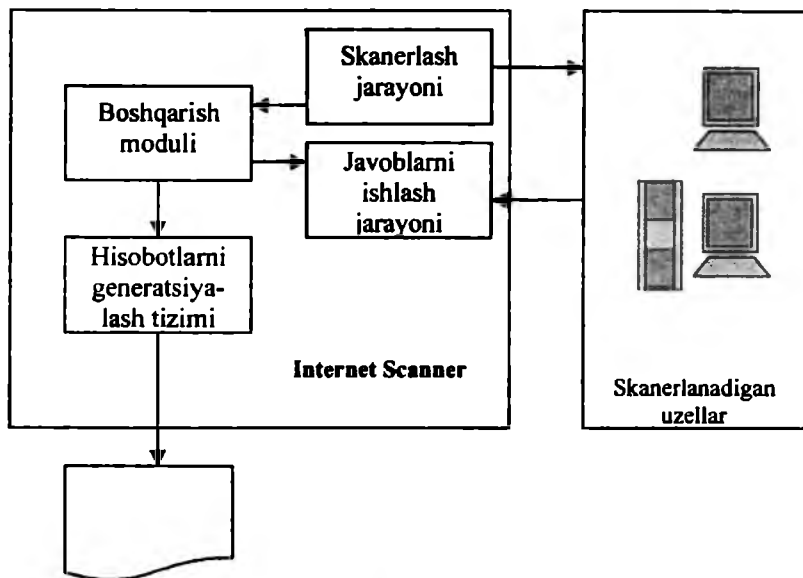 Skanerlash
jarayoni
Boshqarish
moduli
Javoblarni
ishlash
jarayoni
Hisobotlarni
generatsiya-
lash tizimi
Internet Scanner
Skanerlanadigan
uzellar